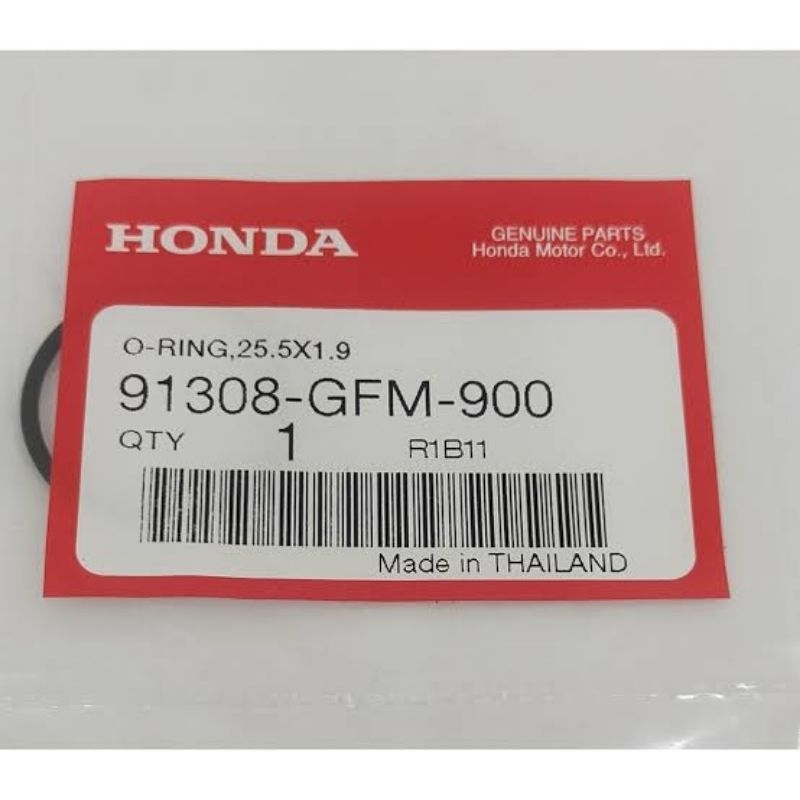 HONDA
GENUINE PARTS
Honda Motor Co., Ltd.
O-RING,25.5X1.9
91308-GFM-900
QTY 1 R1B11
Made in THAILAND